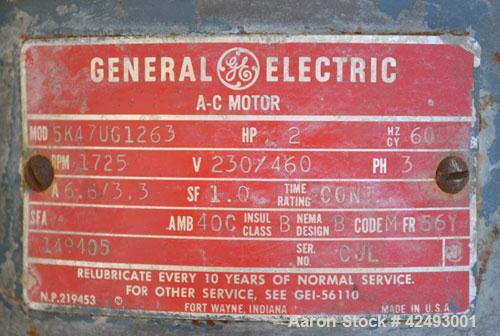 GENERAL GE ELECTRIC
A-C MOTOR
MOD 5K47UG1263 HP 2 HZ CY 60
RPM 1725 V 230/460 PH 3
A 6.6/3.3 SF 1.0 TIME RATING CONT
SFA AMB 40C INSUL CLASS B NEMA DESIGN B CODE M FR 56Y
149405 SER. NO. CJL
RELUBRICATE EVERY 10 YEARS OF NORMAL SERVICE.
FOR OTHER SERVICE, SEE GEI-56110
N.P.219453 FORT WAYNE, INDIANA MADE IN U.S.A.
Aaron Stock # 42493001